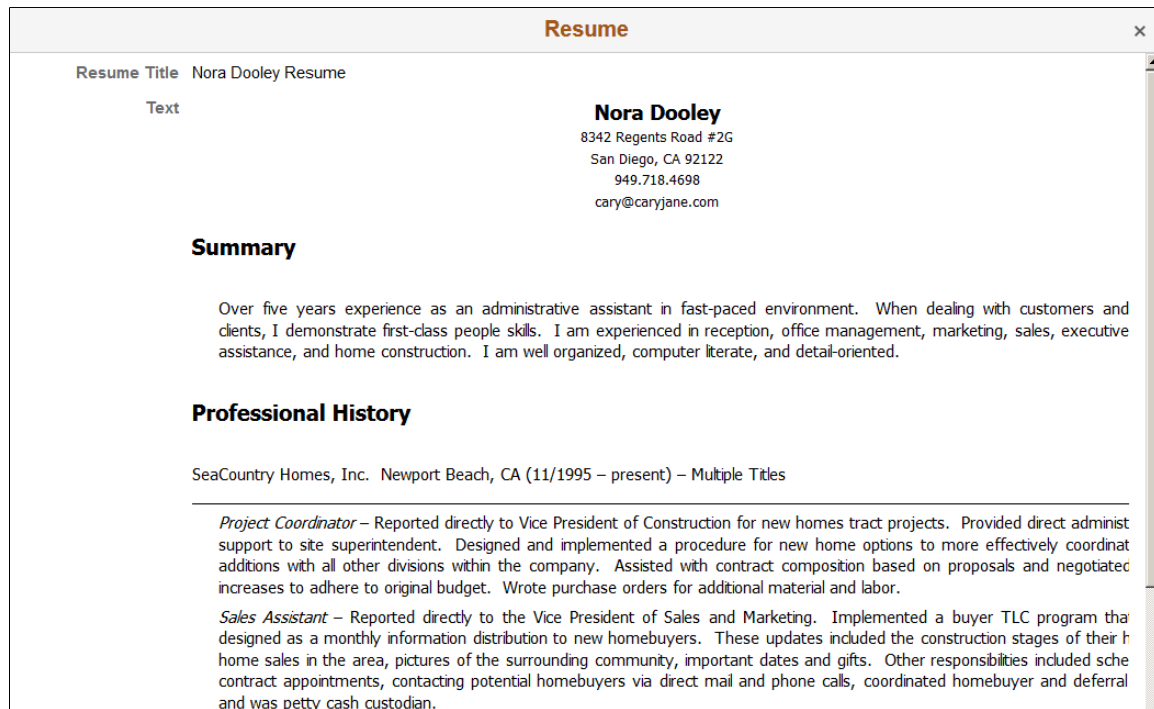 Resume
×
Resume Title Nora Dooley Resume
Text
Nora Dooley
8342 Regents Road #2G
San Diego, CA 92122
949.718.4698
cary@caryjane.com
Summary
Over five years experience as an administrative assistant in fast-paced environment. When dealing with customers and
clients, I demonstrate first-class people skills. I am experienced in reception, office management, marketing, sales, executive
assistance, and home construction. I am well organized, computer literate, and detail-oriented.
Professional History
SeaCountry Homes, Inc. Newport Beach, CA (11/1995 – present) – Multiple Titles
Project Coordinator – Reported directly to Vice President of Construction for new homes tract projects. Provided direct administ
support to site superintendent. Designed and implemented a procedure for new home options to more effectively coordinat
additions with all other divisions within the company. Assisted with contract composition based on proposals and negotiated
increases to adhere to original budget. Wrote purchase orders for additional material and labor.
Sales Assistant – Reported directly to the Vice President of Sales and Marketing. Implemented a buyer TLC program that
designed as a monthly information distribution to new homebuyers. These updates included the construction stages of their
home sales in the area, pictures of the surrounding community, important dates and gifts. Other responsibilities included sche
contract appointments, contacting potential homebuyers via direct mail and phone calls, coordinated homebuyer and deferral
and was petty cash custodian.